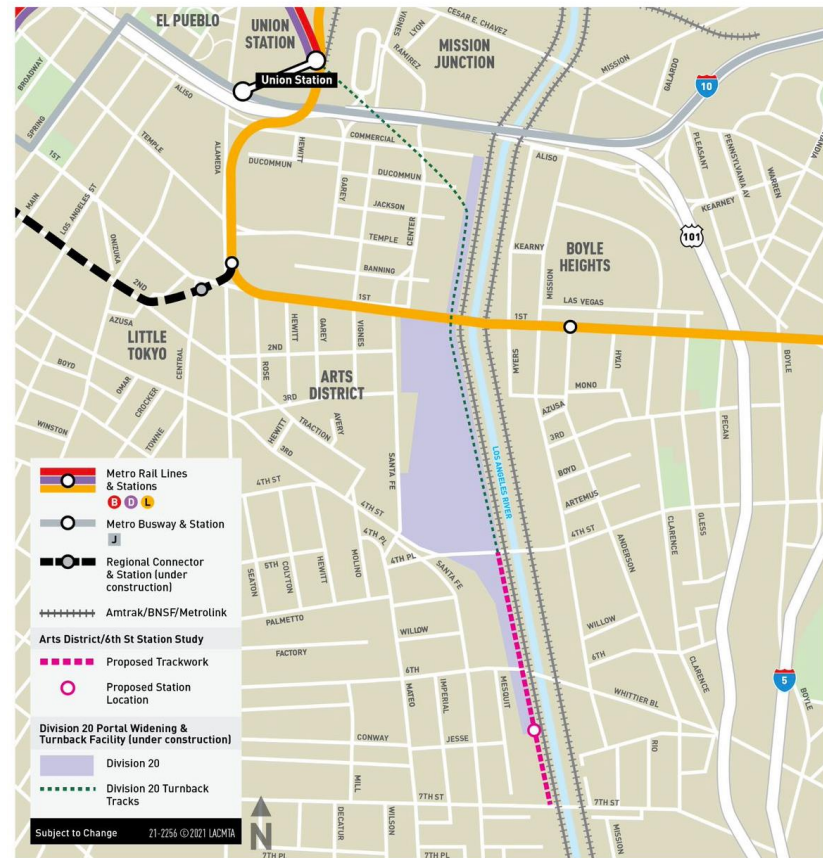 EL PUEBLO
UNION
STATION
Union Station
MISSION
JUNCTION
VIGNES
LYON
CESAR E. CHAVEZ
RAMIREZ
MISSION
GALARDO
10
BROADWAY
SPRING
ALISO
TEMPLE
1ST
MAIN
LOS ANGELES ST
ONIZUKA
2ND
ALAMEDA
HEWITT
COMMERCIAL
DUCOMMUN
GAREY
DUCOMMUN
JACKSON
CENTER
TEMPLE
BANNING
1ST
ALISO
PLEASANT
PENNSYLVANIA AV
WARREN
KEARNEY
101
KEARNY
MISSION
BOYLE
HEIGHTS
LAS VEGAS
1ST
AZUSA
LITTLE
TOKYO
CENTRAL
BOYD
OMAR
CROCKER
TOWNE
WINSTON
HEWITT
GAREY
VIGNES
2ND
ROSE
ARTS
DISTRICT
3RD
HEWITT
TRACTION
AVERY
3RD
SANTA FE
MYERS
UTAH
BOYLE
MONO
AZUSA
3RD
PECAN
BOYD
ARTEMUS
4TH ST
LOS ANGELES RIVER
CLARENCE
GLESS
ANDERSON
4TH ST
4TH ST
4TH PL
4TH PL
SANTA FE
5TH
SEATON
COLYTON
HEWITT
MOLINO
PALMETTO
FACTORY
WILLOW
6TH
MATEO
IMPERIAL
MESQUIT
WILLOW
6TH
WHITTIER BL
CLARENCE
5
BOYLE
CONWAY
JESSE
RIO
MILL
7TH ST
7TH ST
DECATUR
WILSON
MISSION
7TH PL
7TH PL
Metro Rail Lines
& Stations
B D L
Metro Busway & Station
J
Regional Connector
& Station (under
construction)
Amtrak/BNSF/Metrolink
Arts District/6th St Station Study
Proposed Trackwork
Proposed Station
Location
Division 20 Portal Widening &
Turnback Facility (under construction)
Division 20
Division 20 Turnback
Tracks
Subject to Change
21-2256 ©2021 LACMTA
N